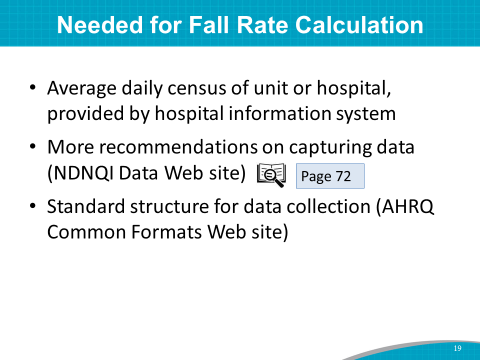 Needed for Fall Rate Calculation
• Average daily census of unit or hospital,
provided by hospital information system
• More recommendations on capturing data
(NDNQI Data Web site) Page 72
• Standard structure for data collection (AHRQ
Common Formats Web site)
19